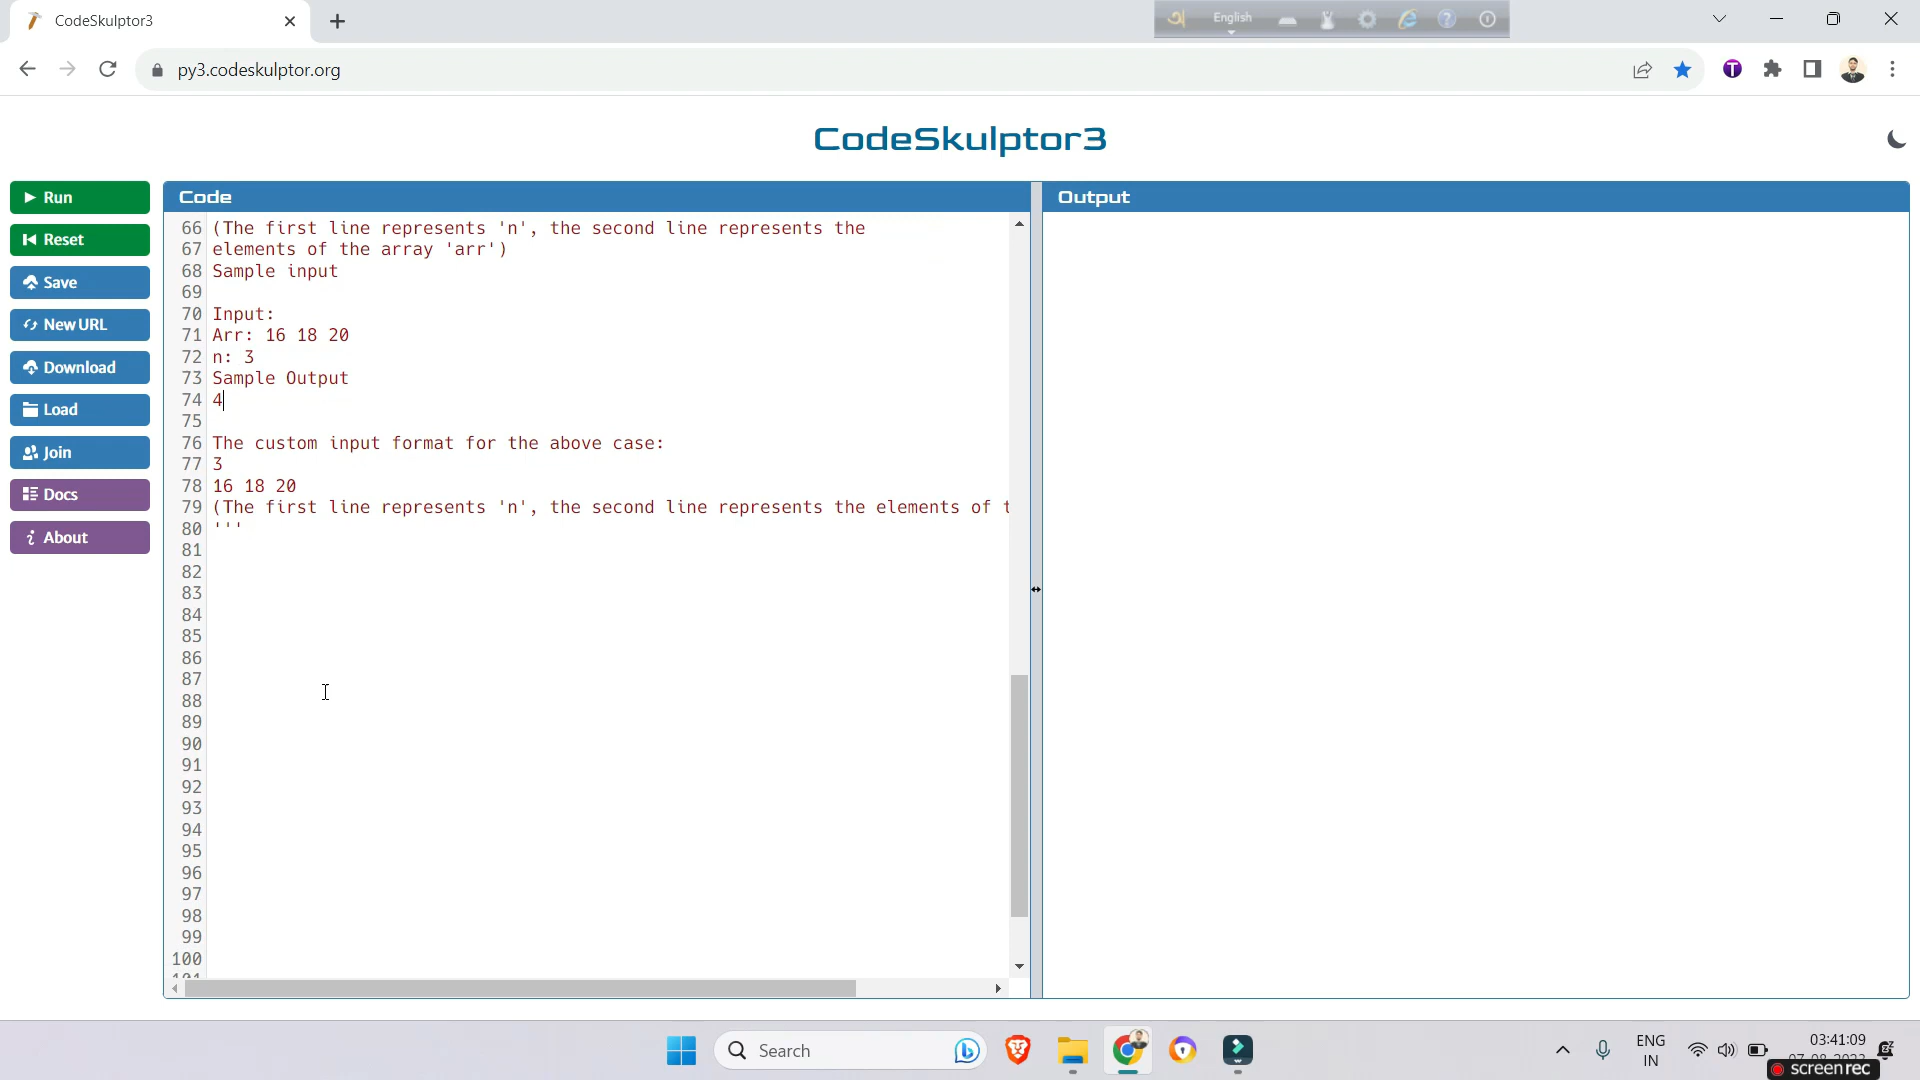 CodeSkulptor3
English
py3.codeskulptor.org
CodeSkulptor3
Run
Reset
Save
New URL
Download
Load
Join
Docs
About
Code
66 (The first line represents 'n', the second line represents the
67 elements of the array 'arr')
68 Sample input
69
70 Input:
71 Arr: 16 18 20
72 n: 3
73 Sample Output
74 4
75
76 The custom input format for the above case:
77 3
78 16 18 20
79 (The first line represents 'n', the second line represents the elements of t
80 '''
81
82
83
84
85
86
87
88
89
90
91
92
93
94
95
96
97
98
99
100
Output
Search
ENG
IN
03:41:09
screenrec